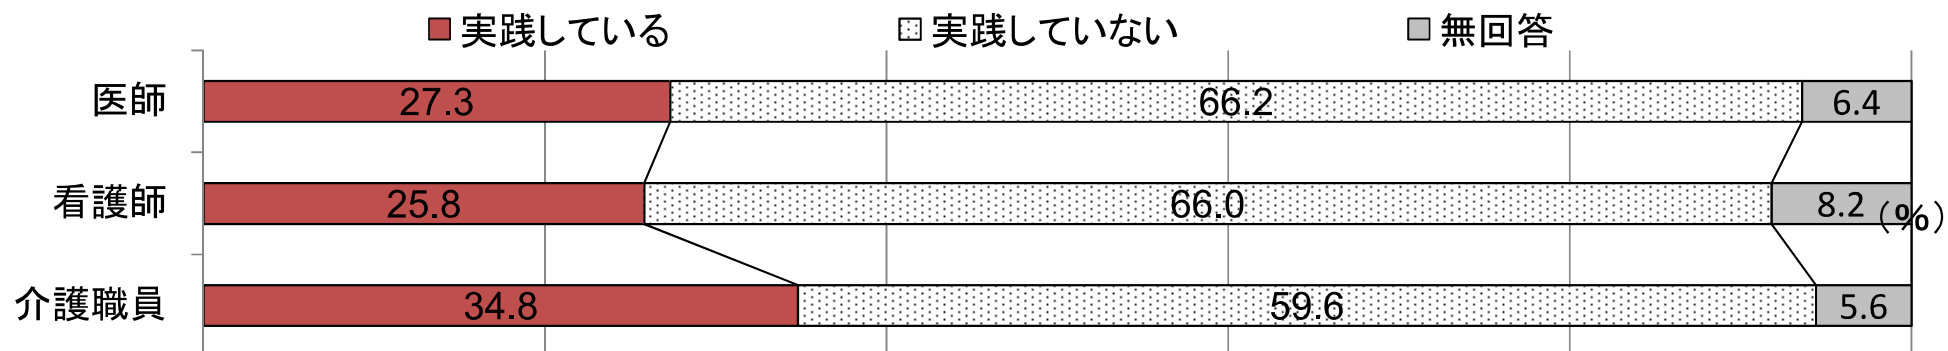 実践している 実践していない 無回答
医師 27.3 66.2 6.4
看護師 25.8 66.0 8.2 (%)
介護職員 34.8 59.6 5.6